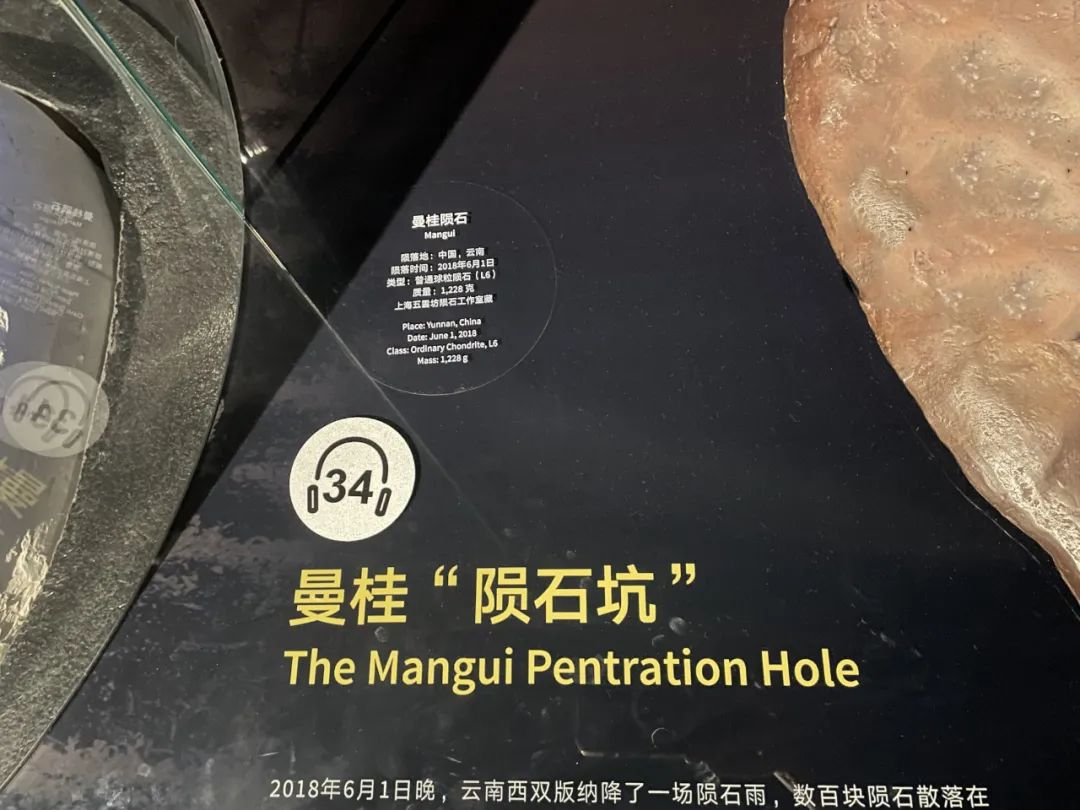 曼桂陨石
Mangui
陨落地：中国，云南
陨落时间：2018年6月1日
类型：普通球粒陨石（L6）
质量：1,228 克
上海五雲坊陨石工作室藏
Place: Yunnan, China
Date: June 1, 2018
Class: Ordinary Chondrite, L6
Mass: 1,228 g
34
曼桂“陨石坑”
The Mangui Pentration Hole
2018年6月1日晚，云南西双版纳降了一场陨石雨，数百块陨石散落在